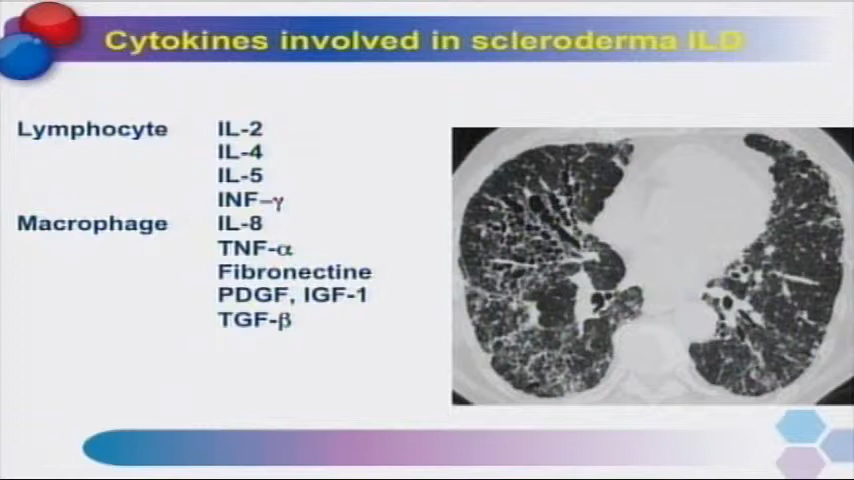 Cytokines involved in scleroderma ILD
Lymphocyte IL-2
IL-4
IL-5
INF-γ
Macrophage IL-8
TNF-α
Fibronectine
PDGF, IGF-1
TGF-β